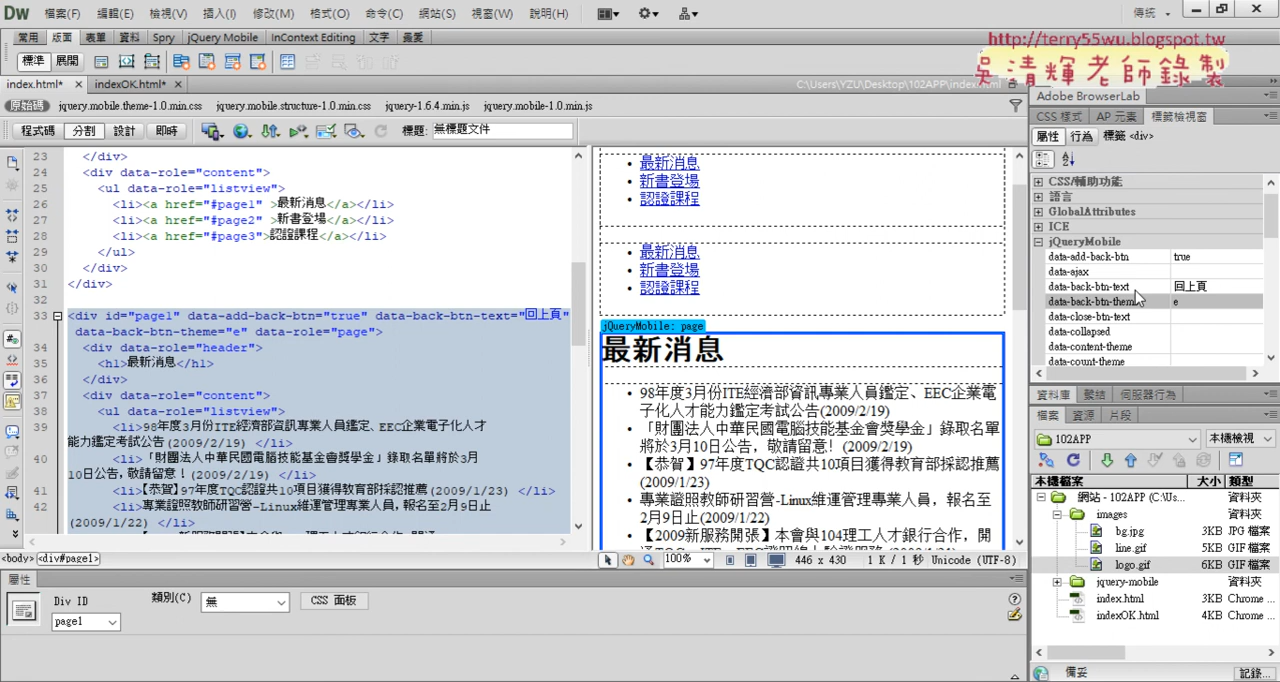 Dw 檔案(F) 編輯(E) 檢視(V) 插入(I) 修改(M) 格式(O) 命令(C) 網站(S) 視窗(W) 說明(H) 傳統
常用 版面 表單 資料 Spry jQuery Mobile InContext Editing 文字 最愛
http://terry55wu.blogspot.tw
吳清輝老師錄製
標準 展開
index.html* × indexOK.html* × C:\Users\YZU\Desktop\102APP\index.html
原始碼 jquery.mobile.theme-1.0.min.css jquery.mobile.structure-1.0.min.css jquery-1.6.4.min.js jquery.mobile-1.0.min.js
程式碼 分割 設計 即時 標題: 無標題文件
23 </div>
24 <div data-role="content">
25 <ul data-role="listview">
26 <li><a href="#page1" >最新消息</a></li>
27 <li><a href="#page2" >新書登場</a></li>
28 <li><a href="#page3">認證課程</a></li>
29 </ul>
30 </div>
31 </div>
32
33 <div id="page1" data-add-back-btn="true" data-back-btn-text="回上頁"
data-back-btn-theme="e" data-role="page">
34 <div data-role="header">
35 <h1>最新消息</h1>
36 </div>
37 <div data-role="content">
38 <ul data-role="listview">
39 <li>98年度3月份ITE經濟部資訊專業人員鑑定、EEC企業電子化人才
能力鑑定考試公告(2009/2/19) </li>
40 <li>「財團法人中華民國電腦技能基金會獎學金」錄取名單將於3月
10日公告，敬請留意！(2009/2/19) </li>
41 <li>【恭賀】97年度TQC認證共10項目獲得教育部採認推薦(2009/1/23) </li>
42 <li>專業證照教師研習營-Linux維運管理專業人員，報名至2月9日止
(2009/1/22) </li>
<body> <div#page1>
最新消息
新書登場
認證課程
最新消息
新書登場
認證課程
jQueryMobile: page
最新消息
98年度3月份ITE經濟部資訊專業人員鑑定、EEC企業電
子化人才能力鑑定考試公告(2009/2/19)
「財團法人中華民國電腦技能基金會獎學金」錄取名單
將於3月10日公告，敬請留意！(2009/2/19)
【恭賀】97年度TQC認證共10項目獲得教育部採認推薦
(2009/1/23)
專業證照教師研習營-Linux維運管理專業人員，報名至
2月9日止(2009/1/22)
【2009新服務開張】本會與104理工人才銀行合作，開
100% 446 x 430 1 K / 1 秒 Unicode (UTF-8)
Adobe BrowserLab
CSS 樣式 AP 元素 標籤檢視窗
屬性 行為 標籤 <div>
CSS/輔助功能
語言
GlobalAttributes
ICE
jQueryMobile
data-add-back-btn true
data-ajax
data-back-btn-text 回上頁
data-back-btn-theme e
data-close-btn-text
data-collapsed
data-content-theme
data-count-theme
資料庫 繫結 伺服器行為
檔案 資源 片段
102APP 本機檢視
本機檔案 大小 類型
網站 - 102APP (C:\Us... 資料夾
images 資料夾
bg.jpg 3KB JPG 檔案
line.gif 5KB GIF檔案
logo.gif 6KB GIF檔案
jquery-mobile 資料夾
index.html 3KB Chrome ...
indexOK.html 4KB Chrome ...
備妥 記錄...
屬性
Div ID 類別(C) 無 CSS 面板
page1